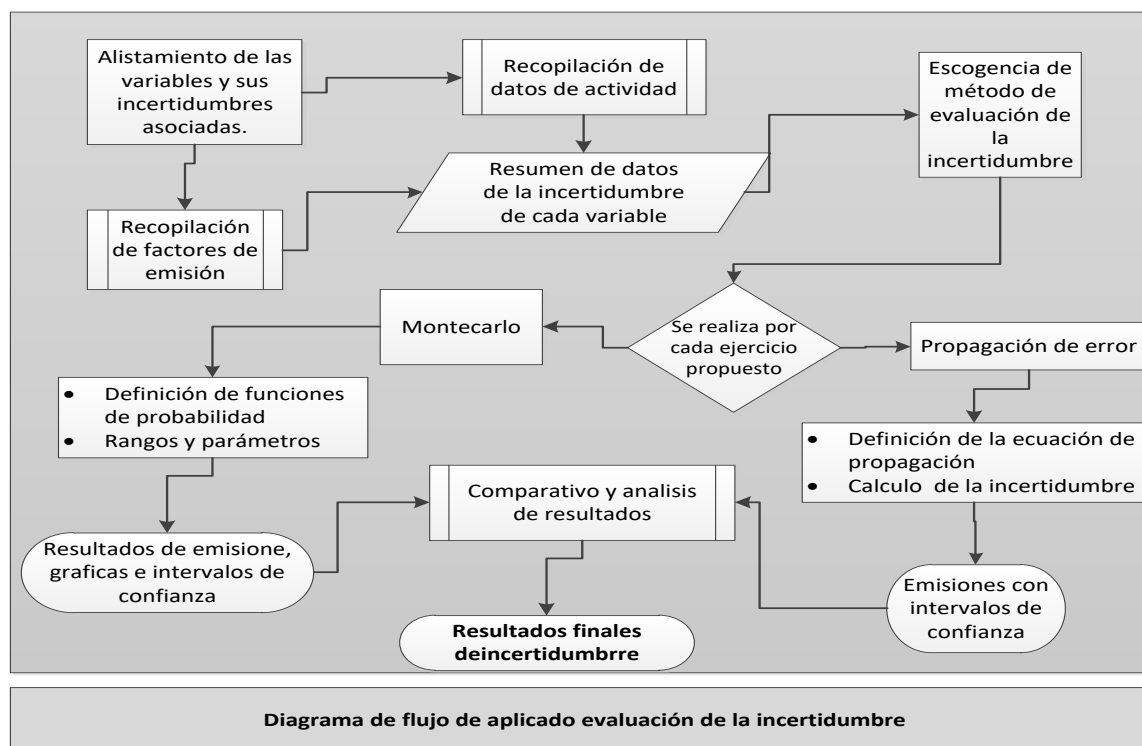 Alistamiento de las
variables y sus
incertidumbres
asociadas.
Recopilación de
datos de actividad
Escogencia de
método de
evaluación de
la
incertidumbre
Resumen de datos
de la incertidumbre
de cada variable
Recopilación
de factores de
emisión
Montecarlo
Se realiza por
cada ejercicio
propuesto
Propagación de error
• Definición de funciones
de probabilidad
• Rangos y parámetros
• Definición de la ecuación de
propagación
• Calculo de la incertidumbre
Comparativo y analisis
de resultados
Resultados de emisione,
graficas e intervalos de
confianza
Emisiones con
intervalos de
confianza
Resultados finales
deincertidumbrre
Diagrama de flujo de aplicado evaluación de la incertidumbre